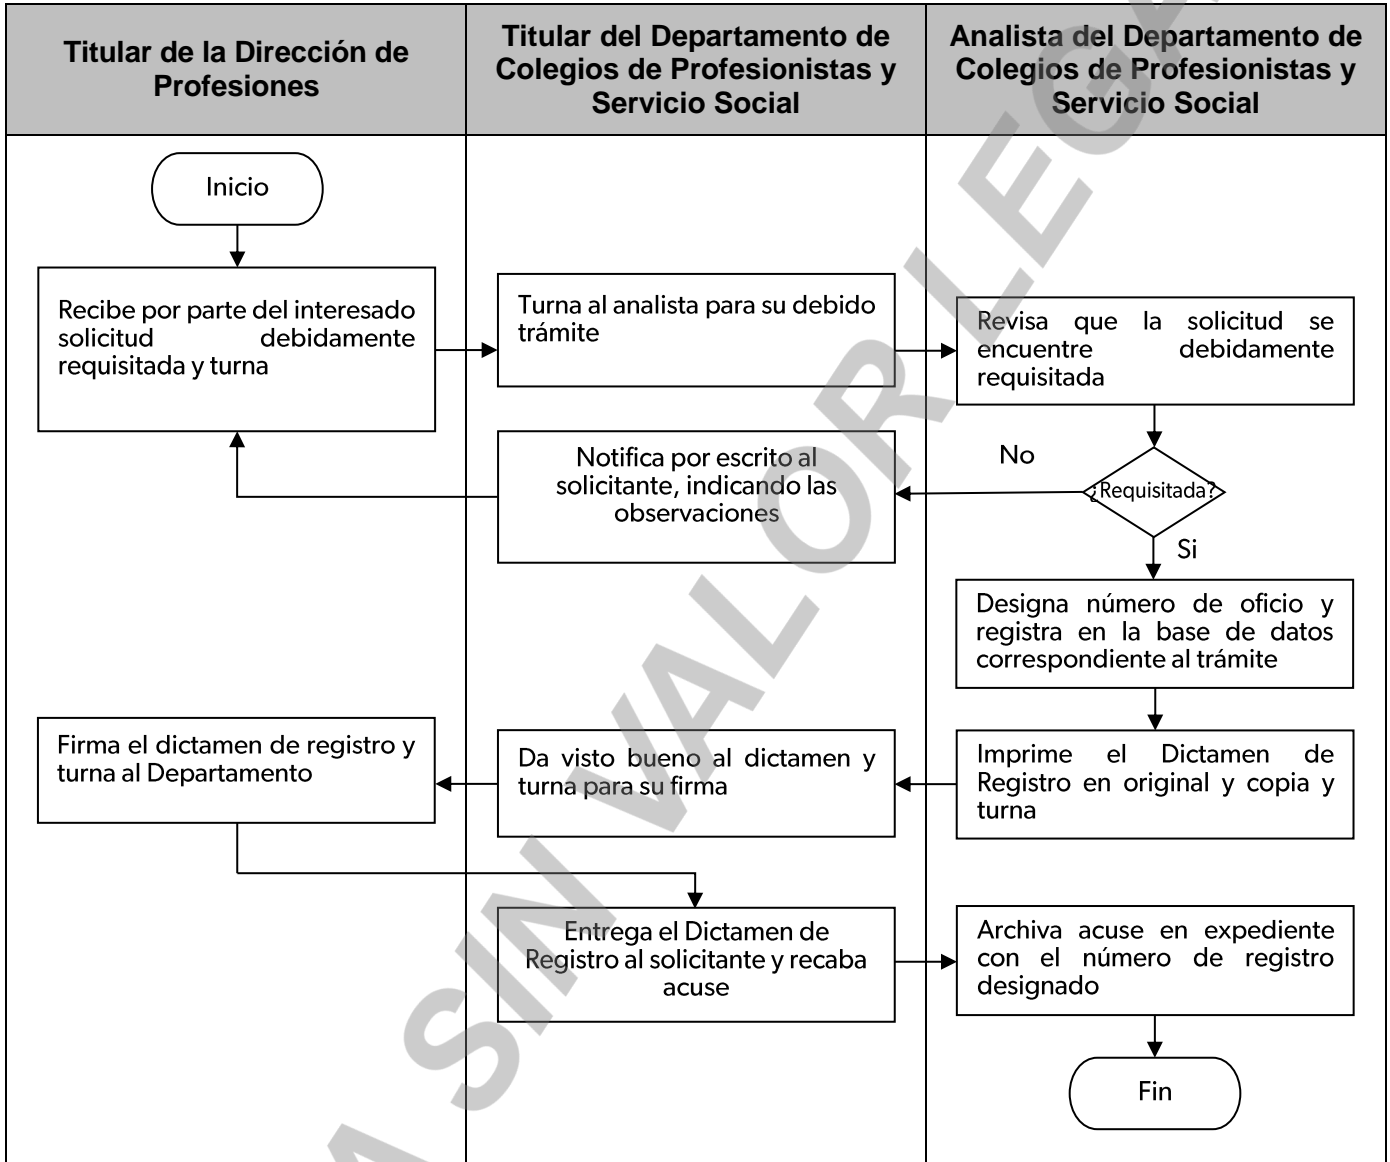 Titular de la Dirección de
Profesiones
Titular del Departamento de
Colegios de Profesionistas y
Servicio Social
Analista del Departamento de
Colegios de Profesionistas y
Servicio Social
Inicio
Recibe por parte del interesado
solicitud debidamente
requisitada y turna
Turna al analista para su debido
trámite
Revisa que la solicitud se
encuentre debidamente
requisitada
Notifica por escrito al
solicitante, indicando las
observaciones
No
¿Requisitada?
Si
Designa número de oficio y
registra en la base de datos
correspondiente al trámite
Firma el dictamen de registro y
turna al Departamento
Da visto bueno al dictamen y
turna para su firma
Imprime el Dictamen de
Registro en original y copia y
turna
Entrega el Dictamen de
Registro al solicitante y recaba
acuse
Archiva acuse en expediente
con el número de registro
designado
Fin
A SIN VALOR LEGA